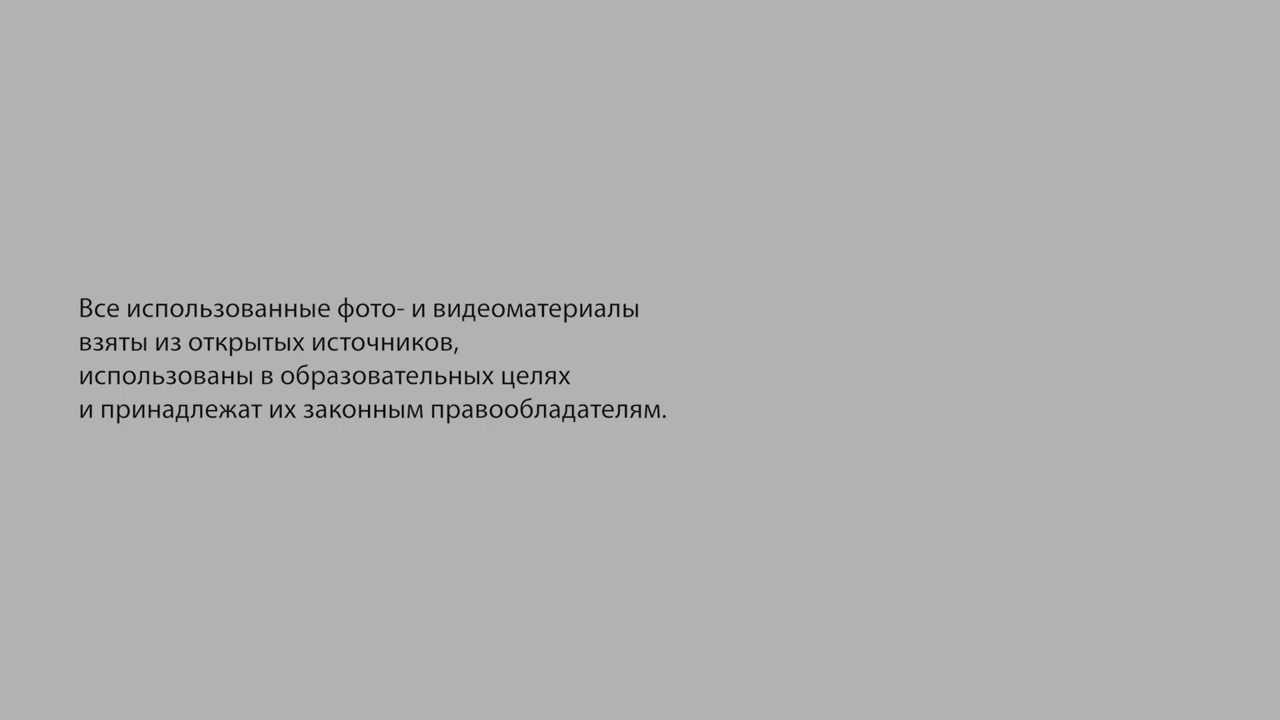 Все использованные фото- и видеоматериалы
взяты из открытых источников,
использованы в образовательных целях
и принадлежат их законным правообладателям.